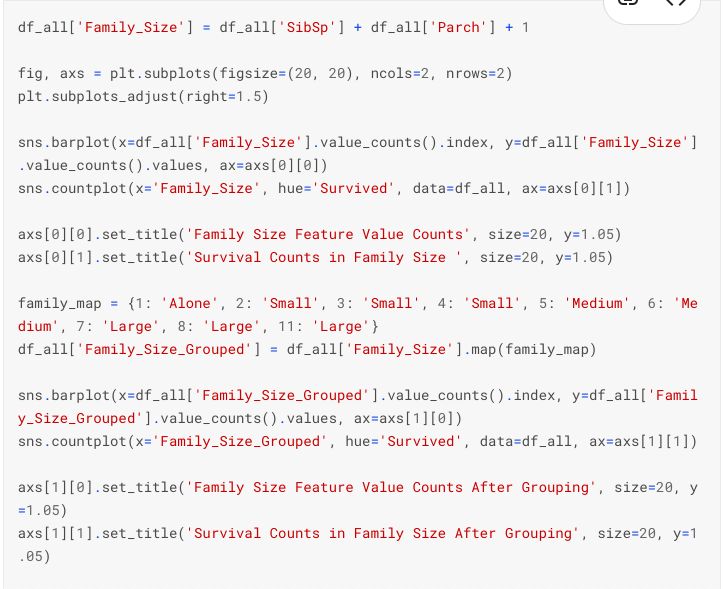 df_all['Family_Size'] = df_all['SibSp'] + df_all['Parch'] + 1
fig, axs = plt.subplots(figsize=(20, 20), ncols=2, nrows=2)
plt.subplots_adjust(right=1.5)
sns.barplot(x=df_all['Family_Size'].value_counts().index, y=df_all['Family_Size']
.value_counts().values, ax=axs[0][0])
sns.countplot(x='Family_Size', hue='Survived', data=df_all, ax=axs[0][1])
axs[0][0].set_title('Family Size Feature Value Counts', size=20, y=1.05)
axs[0][1].set_title('Survival Counts in Family Size ', size=20, y=1.05)
family_map = {1: 'Alone', 2: 'Small', 3: 'Small', 4: 'Small', 5: 'Medium', 6: 'Me
dium', 7: 'Large', 8: 'Large', 11: 'Large'}
df_all['Family_Size_Grouped'] = df_all['Family_Size'].map(family_map)
sns.barplot(x=df_all['Family_Size_Grouped'].value_counts().index, y=df_all['Famil
y_Size_Grouped'].value_counts().values, ax=axs[1][0])
sns.countplot(x='Family_Size_Grouped', hue='Survived', data=df_all, ax=axs[1][1])
axs[1][0].set_title('Family Size Feature Value Counts After Grouping', size=20, y
=1.05)
axs[1][1].set_title('Survival Counts in Family Size After Grouping', size=20, y=1
.05)